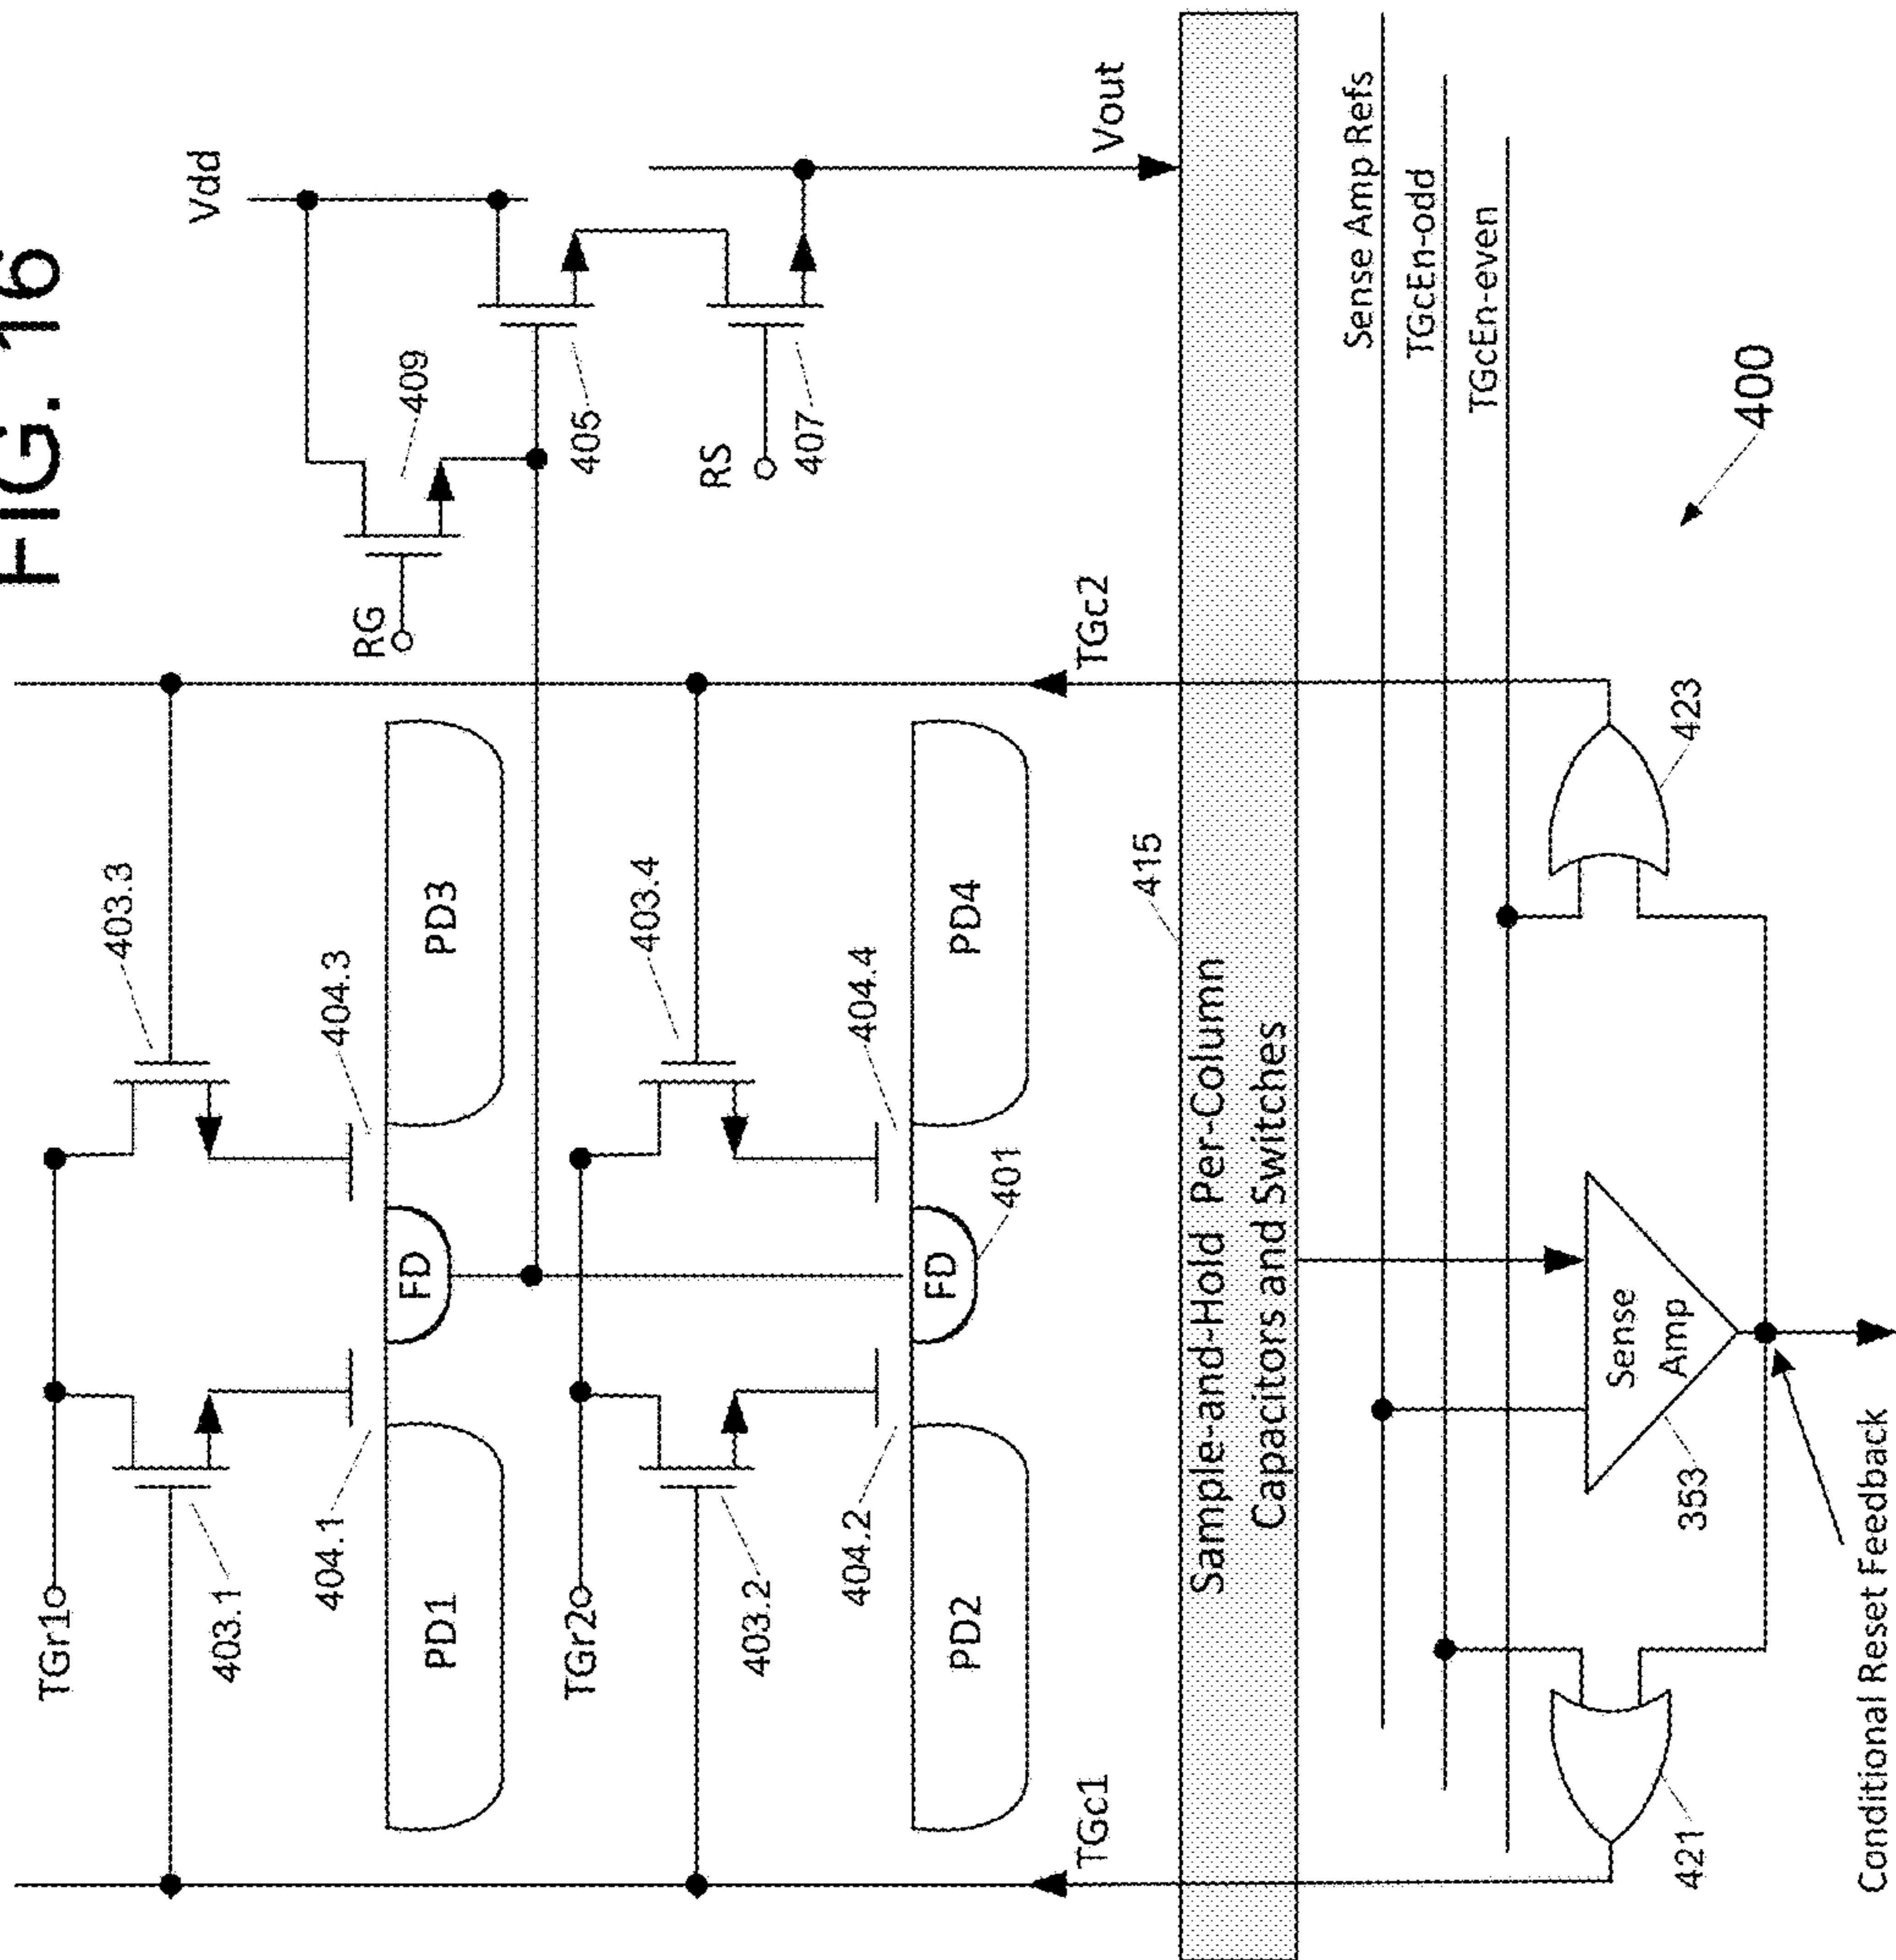 FIG. 16
Vdd
TGr1
403.1
403.3
RG
409
404.1
404.3
PD1
FD
PD3
405
TGr2
403.2
403.4
RS
407
404.2
404.4
PD2
FD
PD4
401
TGc1
TGc2
Vout
415
Sample-and-Hold Per-Column
Capacitors and Switches
Sense Amp Refs
TGcEn-odd
TGcEn-even
421
353
Sense
Amp
423
400
Conditional Reset Feedback